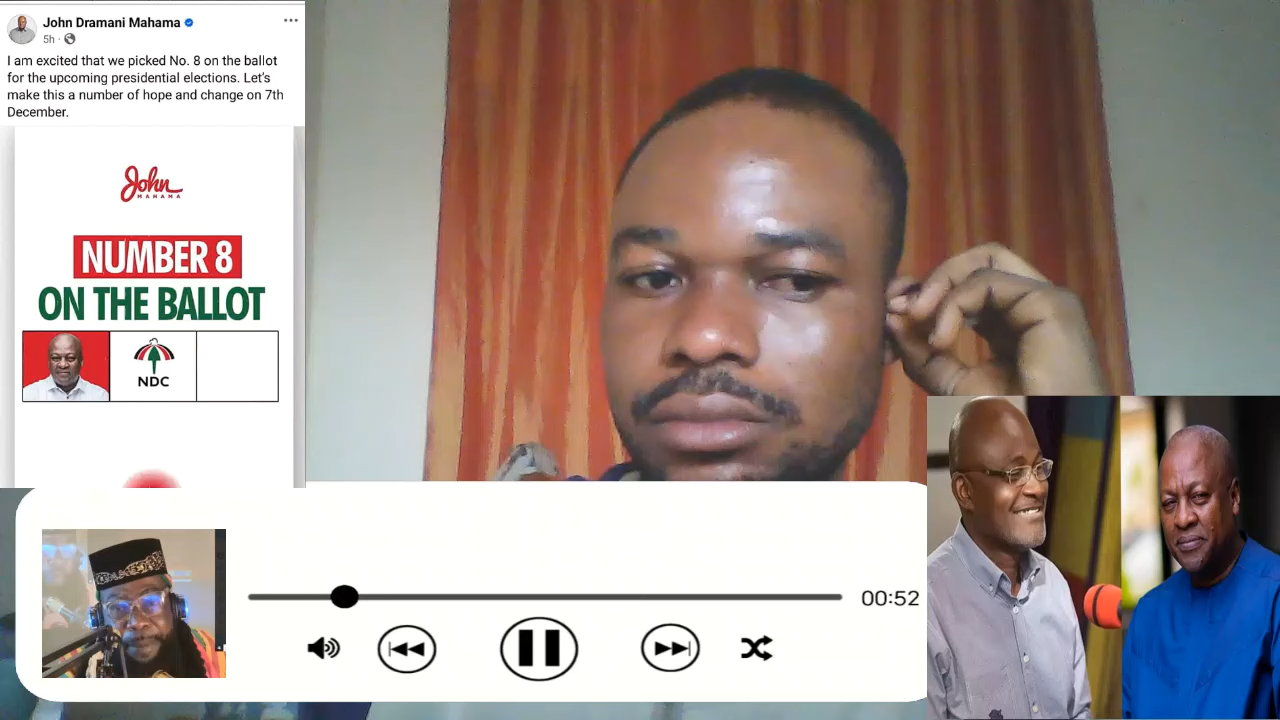 John Dramani Mahama
5h ·
I am excited that we picked No. 8 on the ballot
for the upcoming presidential elections. Let's
make this a number of hope and change on 7th
December.
John
MAHAMA
NUMBER 8
ON THE BALLOT
NDC
00:52